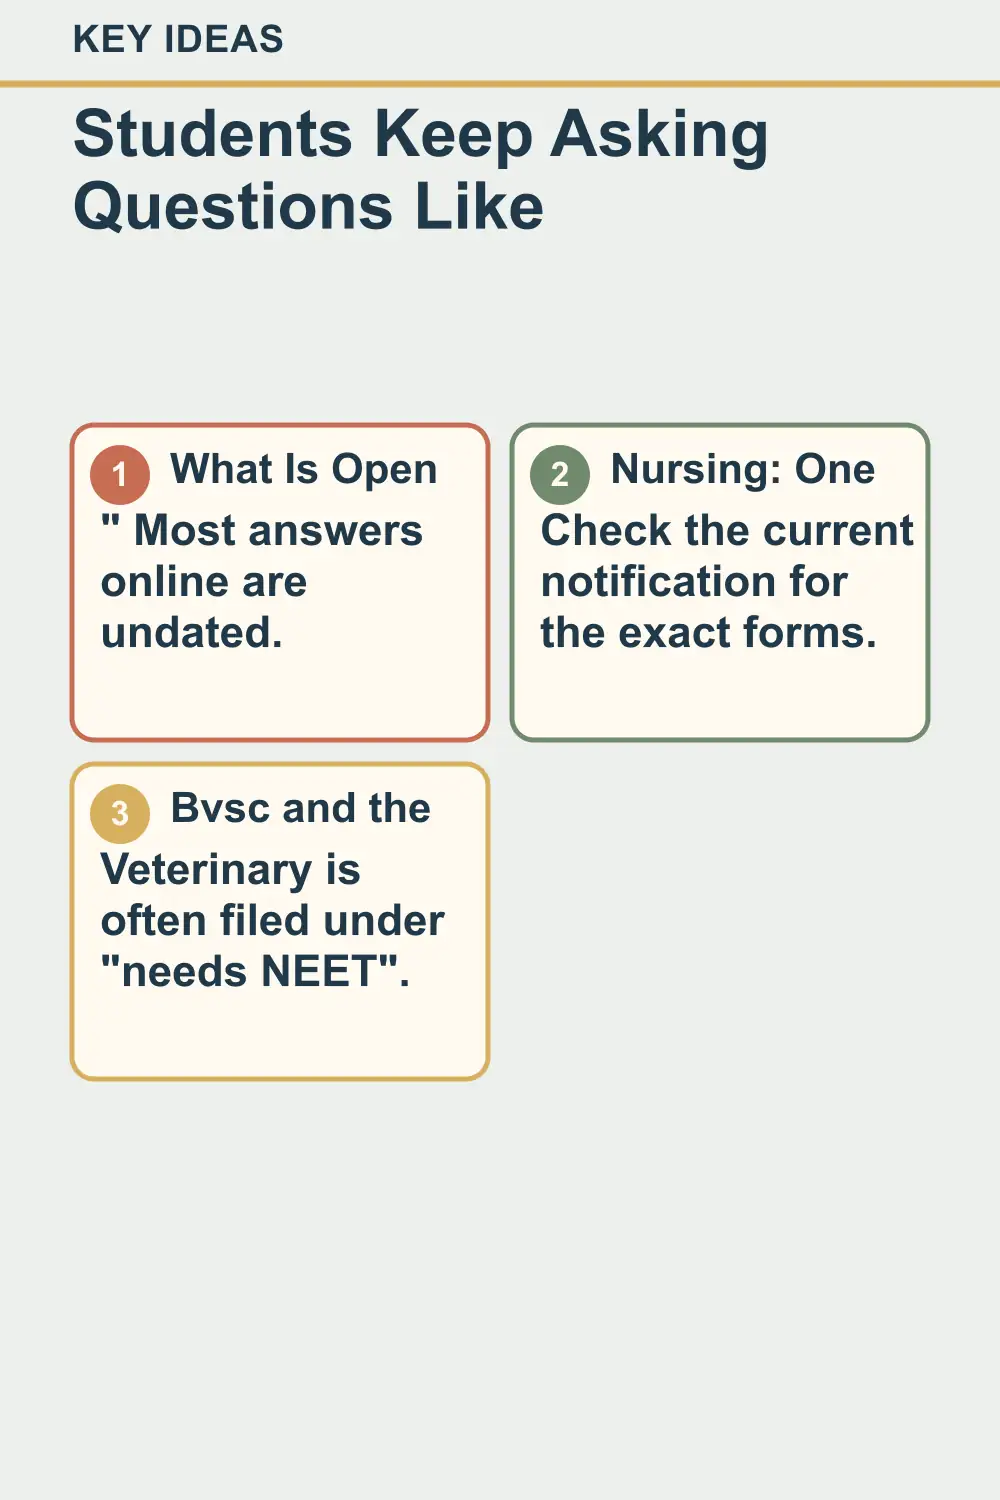 KEY IDEAS
Students Keep Asking
Questions Like
1 What Is Open
" Most answers
online are
undated.
2 Nursing: One
Check the current
notification for
the exact forms.
3 Bvsc and the
Veterinary is
often filed under
"needs NEET".